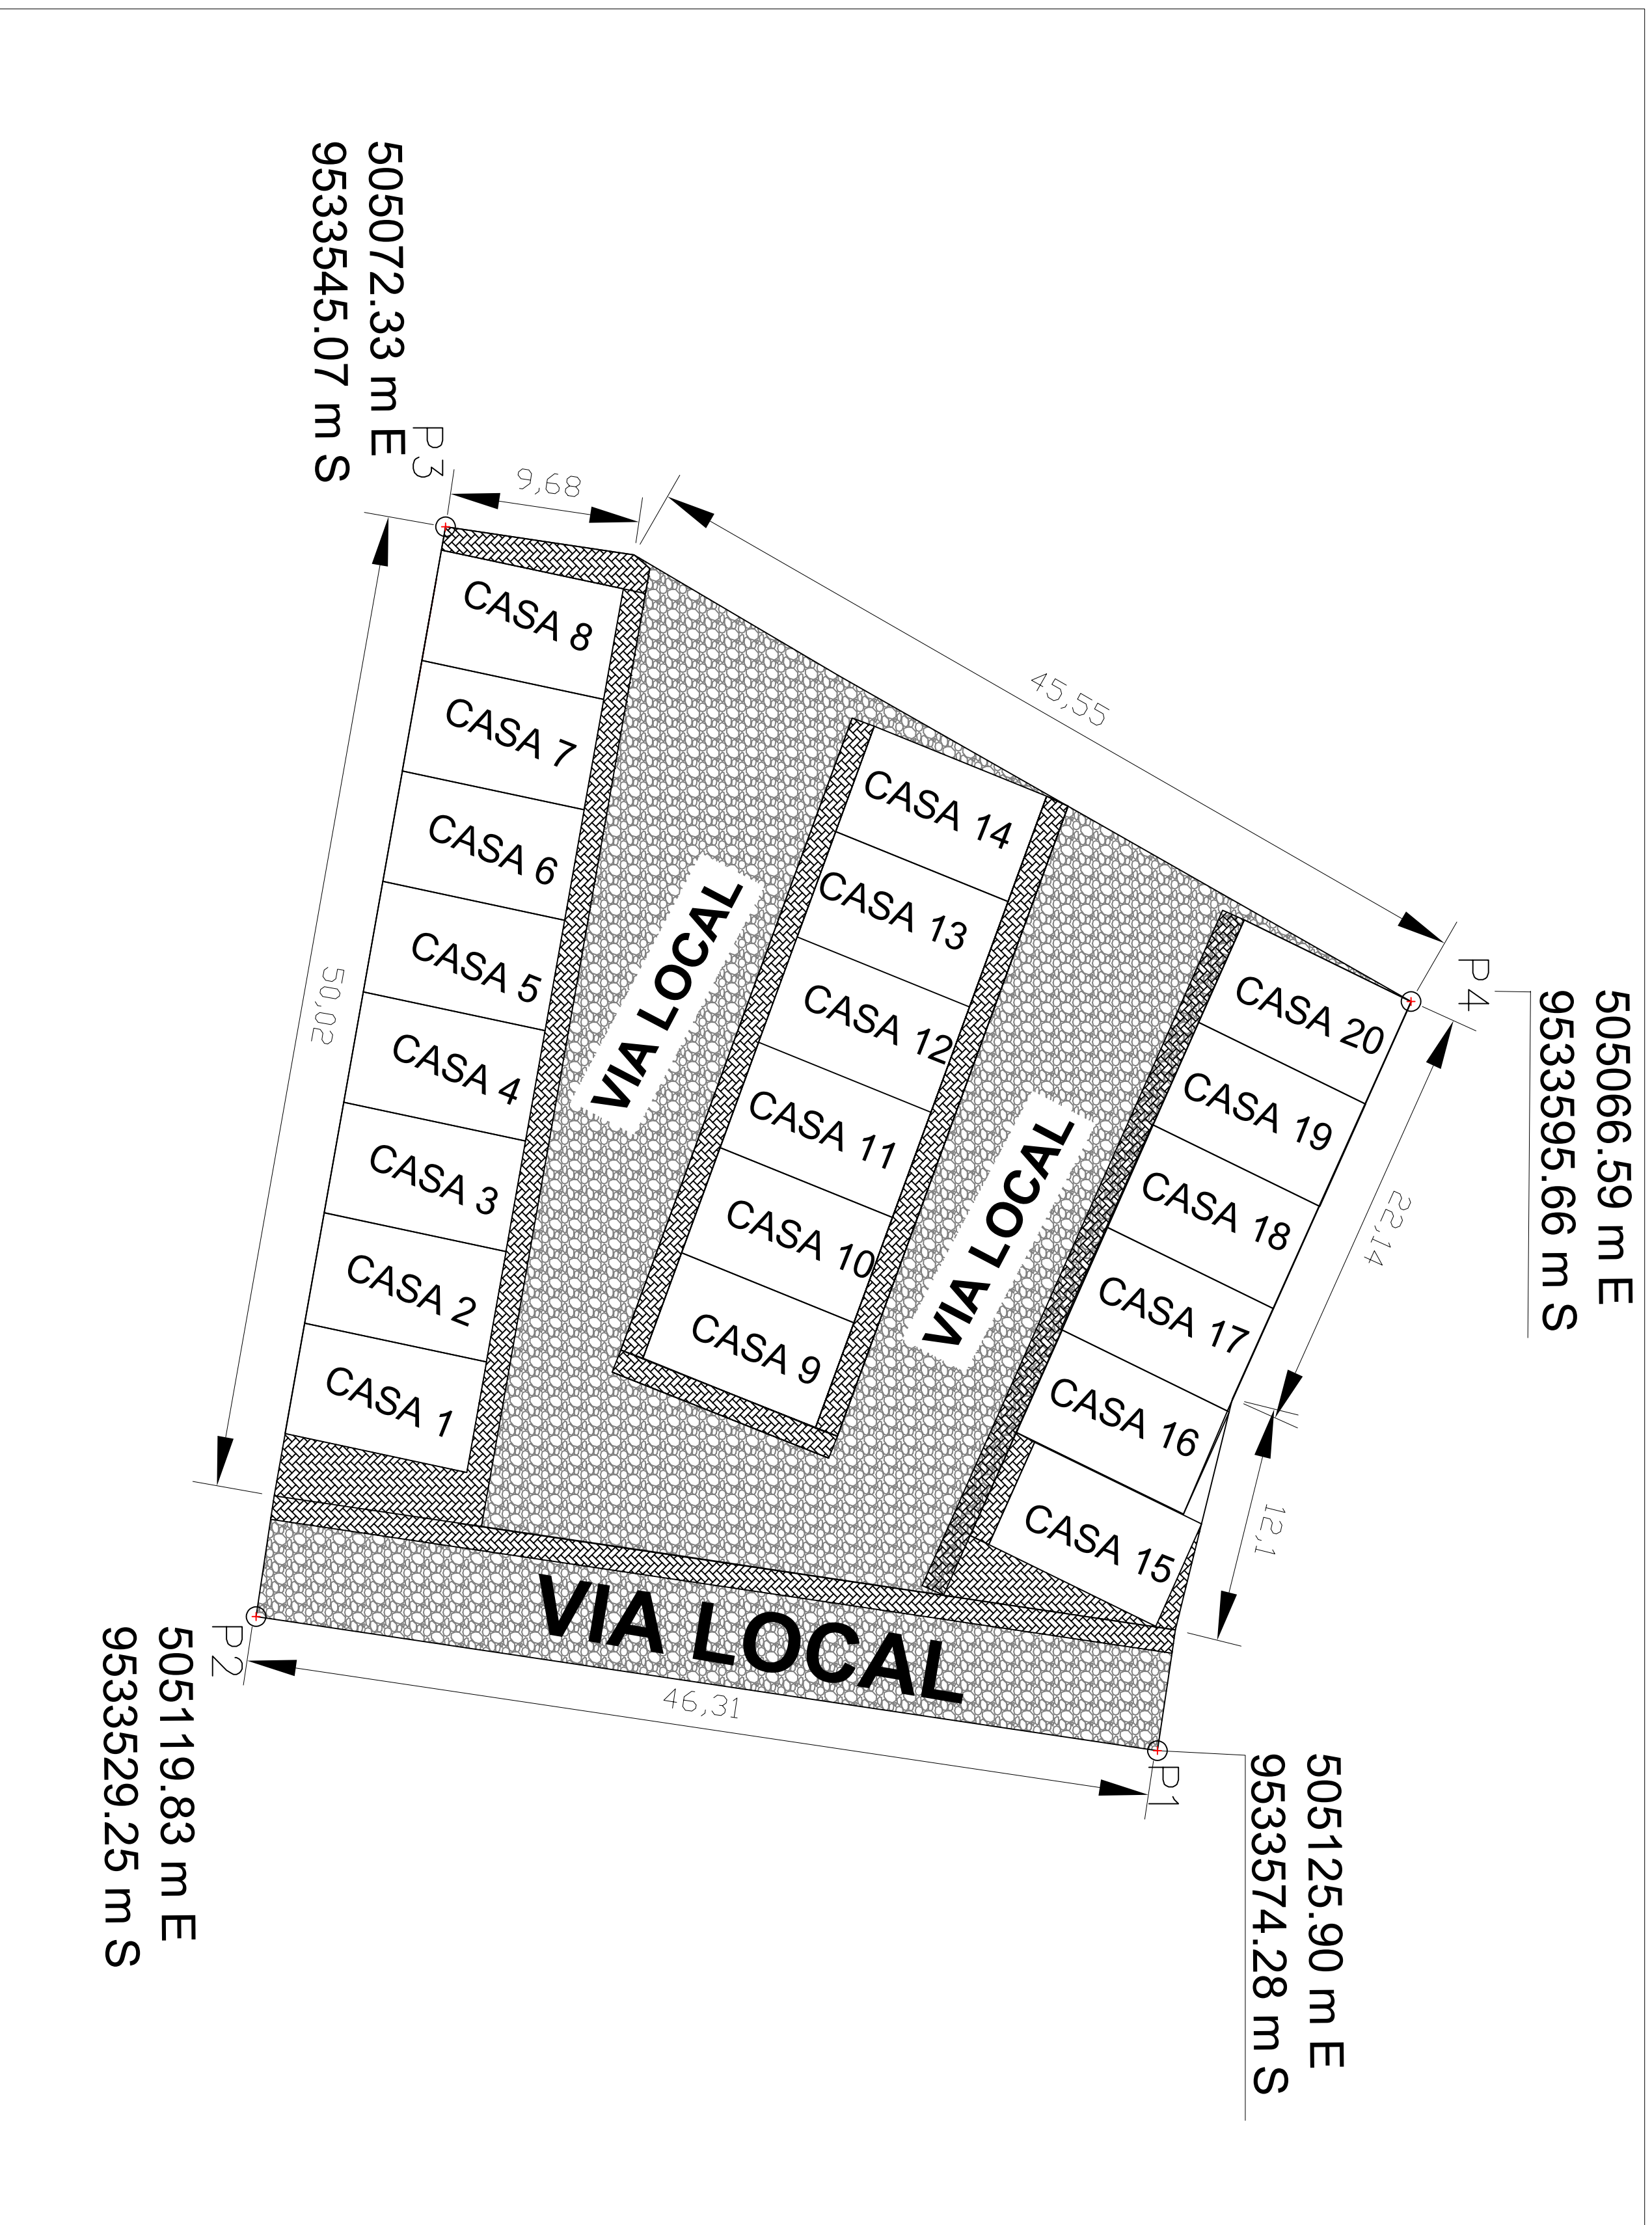 505066.59 m E
9533595.66 m S
P4
505072.33 m E
9533545.07 m S
P3
9,68
45,55
22,14
12,1
50,02
46,31
CASA 8
CASA 7
CASA 6
CASA 5
CASA 4
CASA 3
CASA 2
CASA 1
VIA LOCAL
CASA 14
CASA 13
CASA 12
CASA 11
CASA 10
CASA 9
VIA LOCAL
CASA 20
CASA 19
CASA 18
CASA 17
CASA 16
CASA 15
VIA LOCAL
P1
505125.90 m E
9533574.28 m S
P2
505119.83 m E
9533529.25 m S